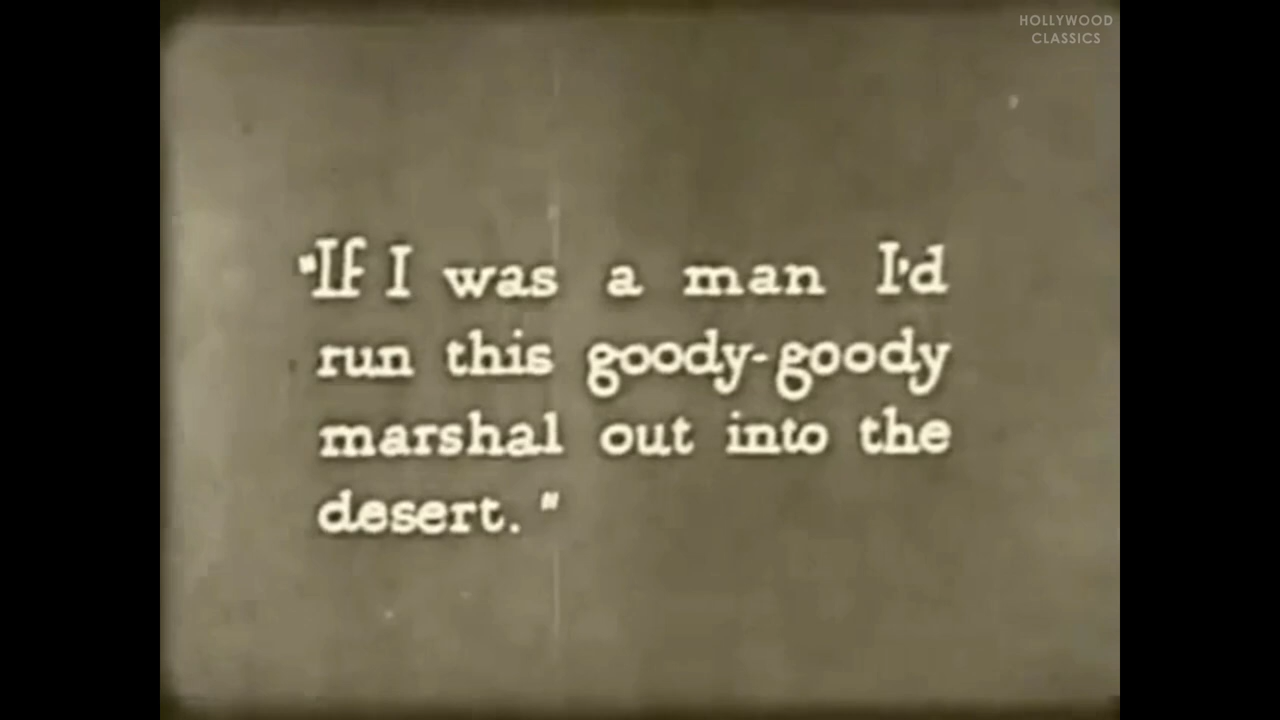 HOLLYWOOD
CLASSICS
"If I was a man I'd
run this goody-goody
marshal out into the
desert."